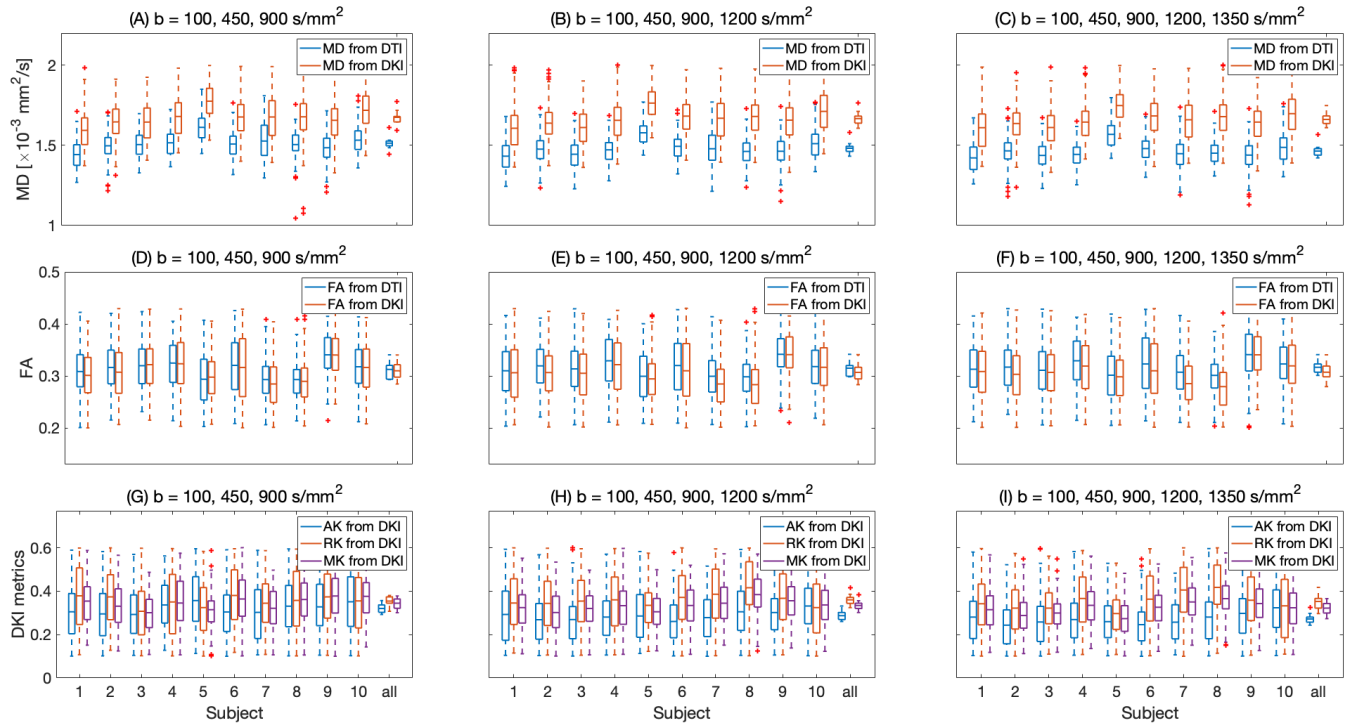 (A) b = 100, 450, 900 s/mm²
(B) b = 100, 450, 900, 1200 s/mm²
(C) b = 100, 450, 900, 1200, 1350 s/mm²
MD [×10⁻³ mm²/s]
2
1.5
1
MD from DTI
MD from DKI
MD from DTI
MD from DKI
MD from DTI
MD from DKI
(D) b = 100, 450, 900 s/mm²
(E) b = 100, 450, 900, 1200 s/mm²
(F) b = 100, 450, 900, 1200, 1350 s/mm²
FA
0.5
0.4
0.3
0.2
FA from DTI
FA from DKI
FA from DTI
FA from DKI
FA from DTI
FA from DKI
(G) b = 100, 450, 900 s/mm²
(H) b = 100, 450, 900, 1200 s/mm²
(I) b = 100, 450, 900, 1200, 1350 s/mm²
DKI metrics
0.6
0.4
0.2
0
AK from DKI
RK from DKI
MK from DKI
AK from DKI
RK from DKI
MK from DKI
AK from DKI
RK from DKI
MK from DKI
1 2 3 4 5 6 7 8 9 10 all
1 2 3 4 5 6 7 8 9 10 all
1 2 3 4 5 6 7 8 9 10 all
Subject
Subject
Subject